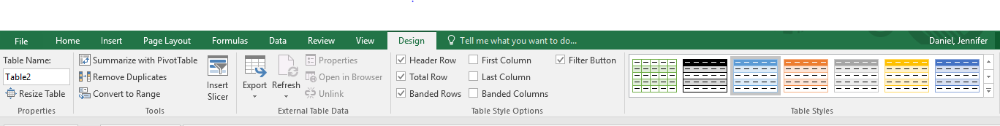 File Home Insert Page Layout Formulas Data Review View Design Tell me what you want to do... Daniel, Jennifer
Table Name:
Table2
Resize Table
Properties
Summarize with PivotTable
Remove Duplicates
Convert to Range
Insert
Slicer
Tools
Export
Refresh
Properties
Open in Browser
Unlink
External Table Data
Header Row
Total Row
Banded Rows
First Column
Last Column
Banded Columns
Filter Button
Table Style Options
Table Styles